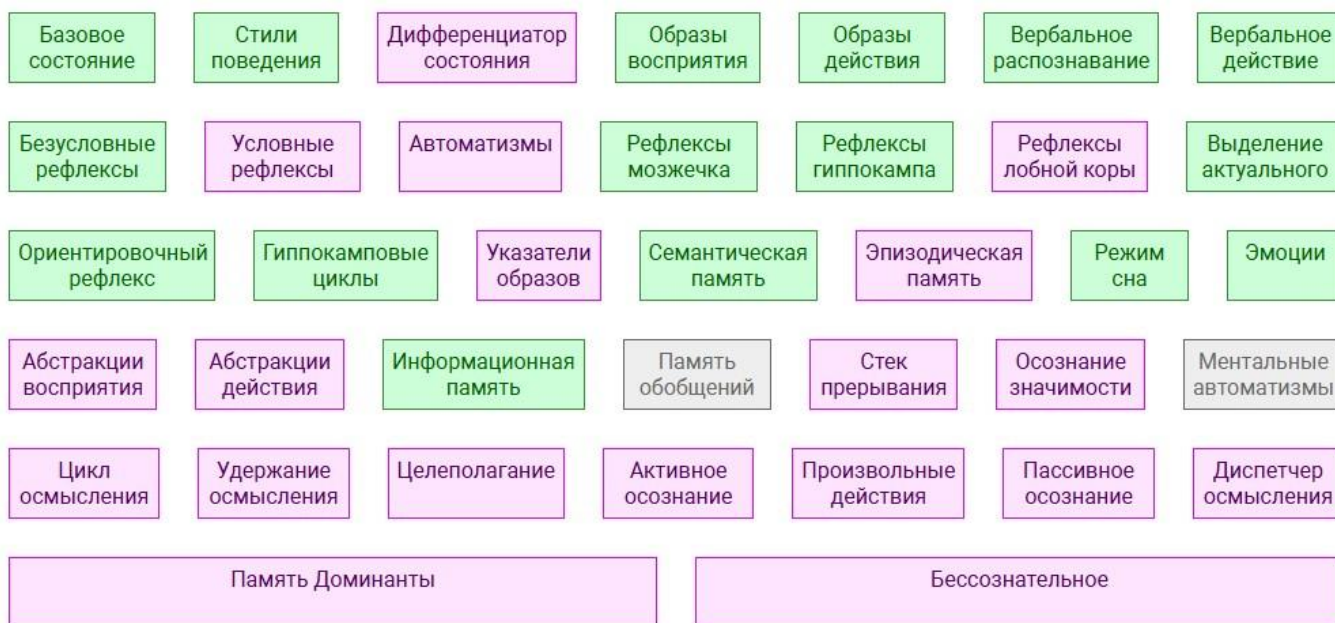 Базовое
состояние
Стили
поведения
Дифференциатор
состояния
Образы
восприятия
Образы
действия
Вербальное
распознавание
Вербальное
действие
Безусловные
рефлексы
Условные
рефлексы
Автоматизмы
Рефлексы
мозжечка
Рефлексы
гиппокампа
Рефлексы
лобной коры
Выделение
актуального
Ориентировочный
рефлекс
Гиппокамповые
циклы
Указатели
образов
Семантическая
память
Эпизодическая
память
Режим
сна
Эмоции
Абстракции
восприятия
Абстракции
действия
Информационная
память
Память
обобщений
Стек
прерывания
Осознание
значимости
Ментальные
автоматизмы
Цикл
осмысления
Удержание
осмысления
Целеполагание
Активное
осознание
Произвольные
действия
Пассивное
осознание
Диспетчер
осмысления
Память Доминанты
Бессознательное